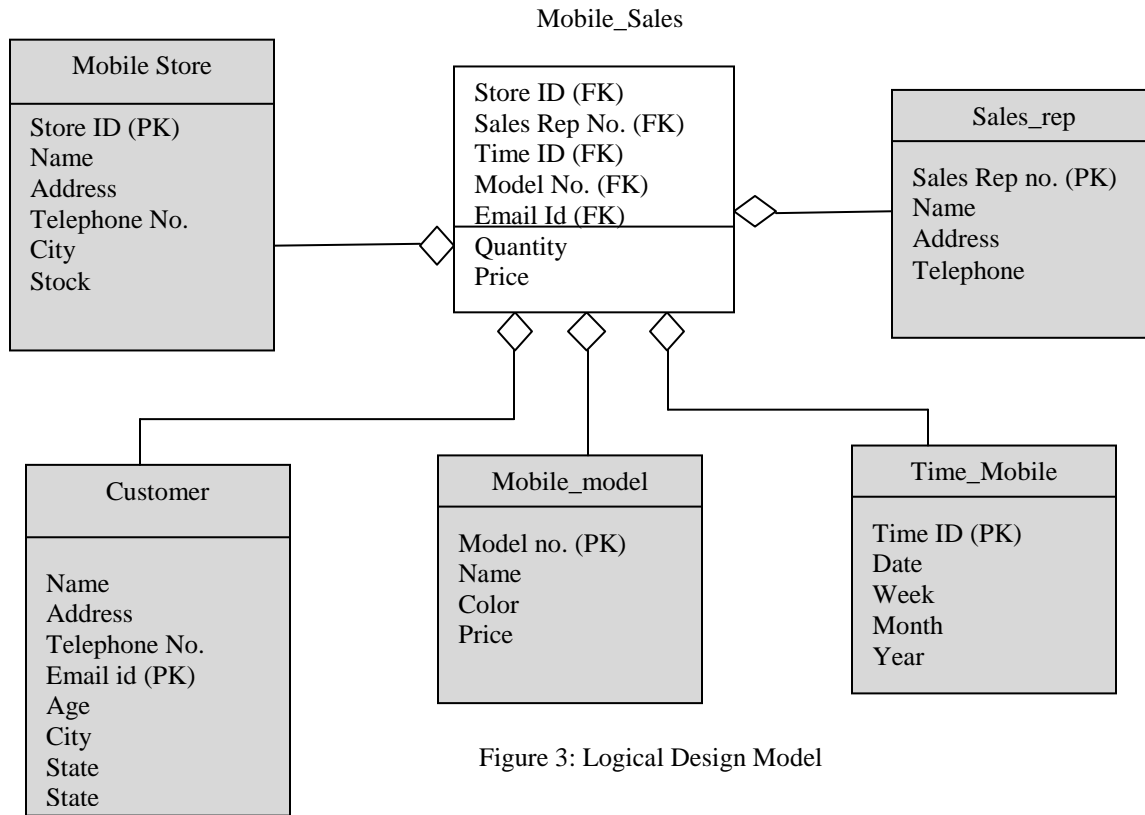 Mobile_Sales
Mobile Store
Store ID (PK)
Name
Address
Telephone No.
City
Stock
Store ID (FK)
Sales Rep No. (FK)
Time ID (FK)
Model No. (FK)
Email Id (FK)
Quantity
Price
Sales_rep
Sales Rep no. (PK)
Name
Address
Telephone
Customer
Name
Address
Telephone No.
Email id (PK)
Age
City
State
State
Mobile_model
Model no. (PK)
Name
Color
Price
Time_Mobile
Time ID (PK)
Date
Week
Month
Year
Figure 3: Logical Design Model